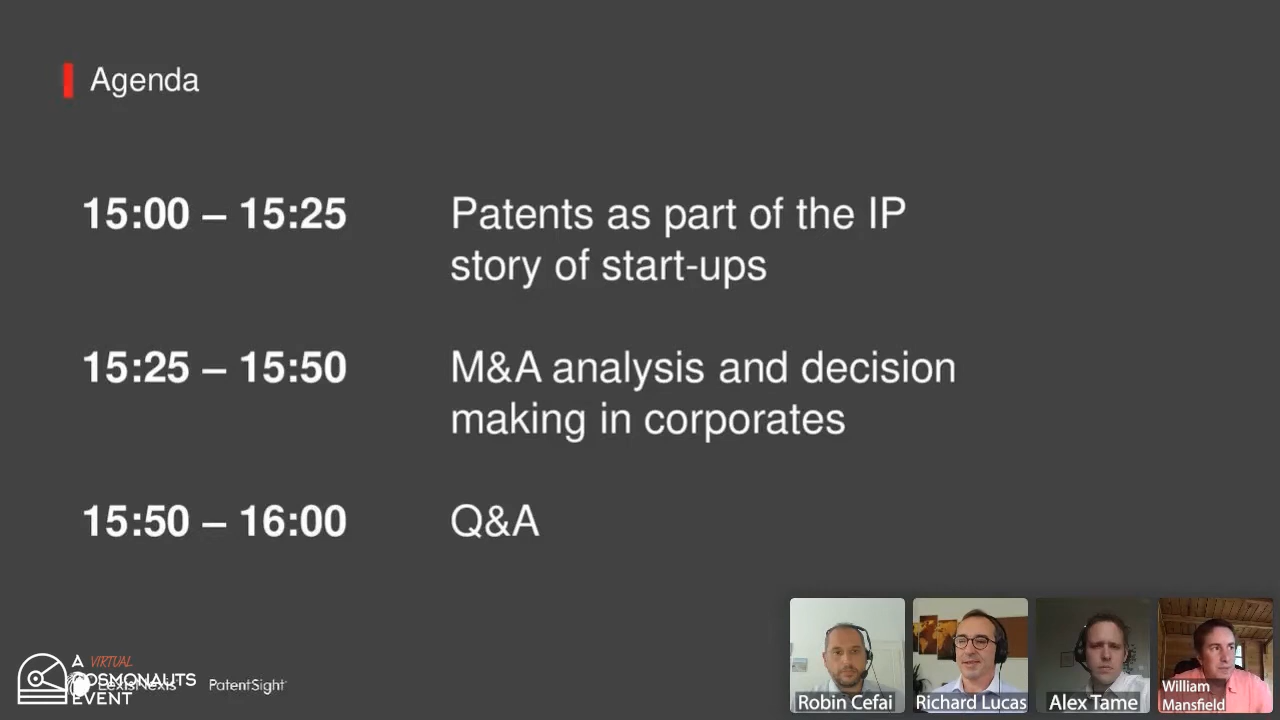 Agenda
15:00 – 15:25
Patents as part of the IP
story of start-ups
15:25 – 15:50
M&A analysis and decision
making in corporates
15:50 – 16:00
Q&A
A VIRTUAL
COSMONAUTS
EVENT
LexisNexis PatentSight
Robin Cefai
Richard Lucas
Alex Tame
William
Mansfield